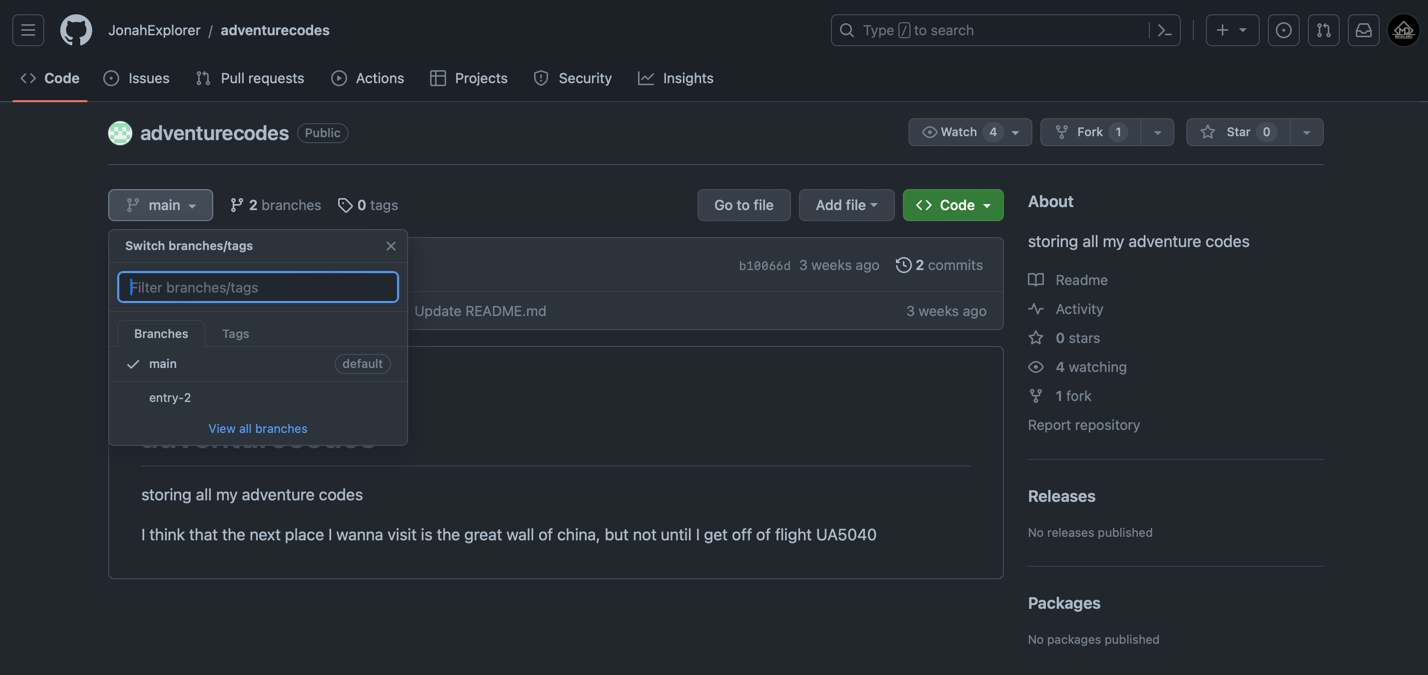 JonahExplorer / adventurecodes
Type / to search
Code
Issues
Pull requests
Actions
Projects
Security
Insights
adventurecodes Public
Watch 4
Fork 1
Star 0
main
2 branches
0 tags
Go to file
Add file
Code
Switch branches/tags
Filter branches/tags
Branches
Tags
main default
entry-2
View all branches
b10066d 3 weeks ago 2 commits
Update README.md 3 weeks ago
adventurecodes
storing all my adventure codes
I think that the next place I wanna visit is the great wall of china, but not until I get off of flight UA5040
About
storing all my adventure codes
Readme
Activity
0 stars
4 watching
1 fork
Report repository
Releases
No releases published
Packages
No packages published